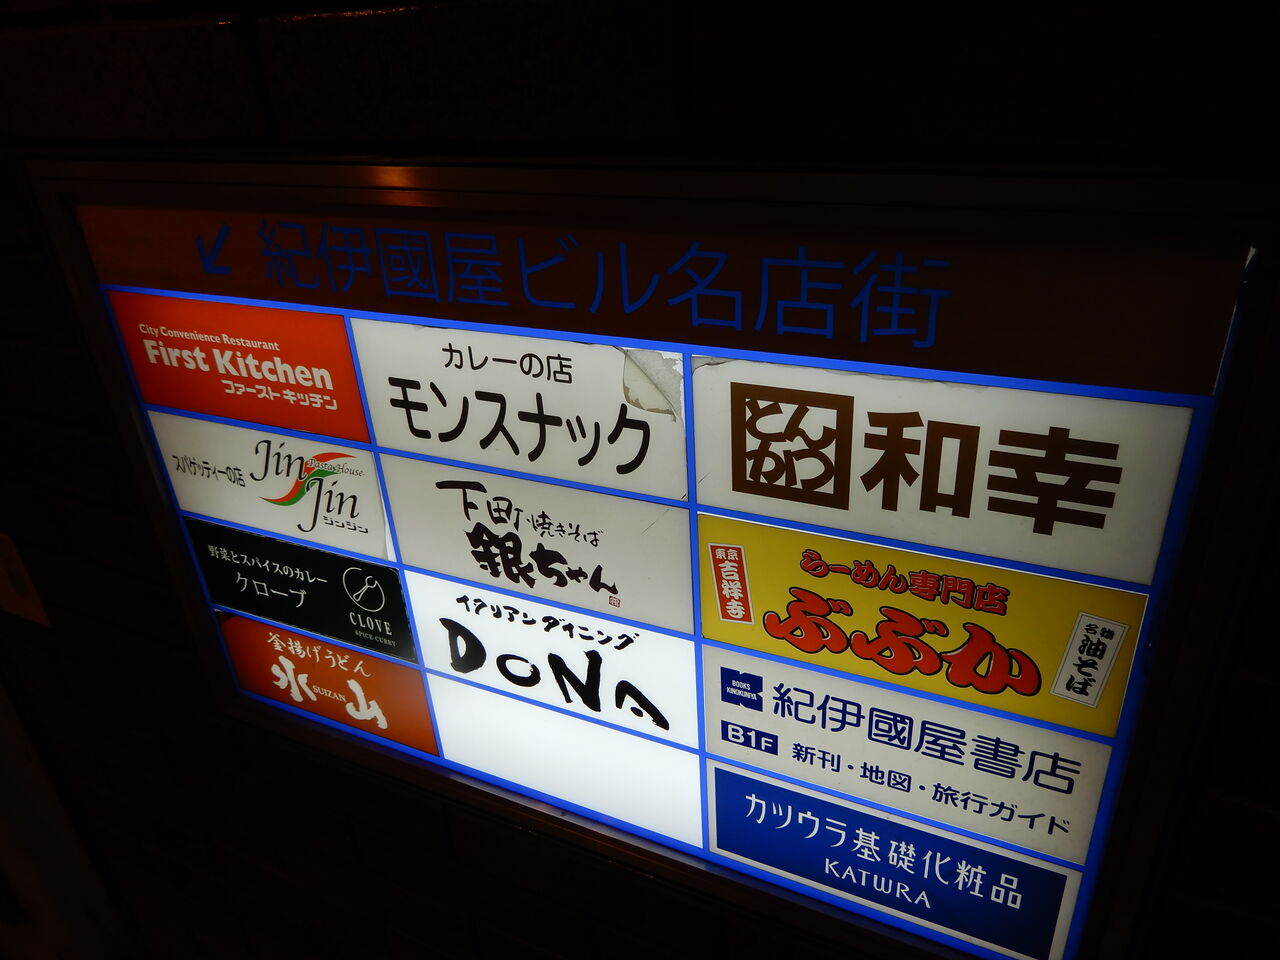 紀伊國屋ビル名店街
City Convenience Restaurant
First Kitchen
ファーストキッチン
カレーの店
モンスナック
とんかつ
和幸
スパゲッティーの店
Jin Jin
Pasta House
ジンジン
下町焼きそば
銀ちゃん
東京
吉祥寺
らーめん専門店
ぶぶか
名物
油そば
野菜とスパイスのカレー
クローブ
CLOVE
SPICE CURRY
イタリアンダイニング
DONA
BOOKS
KINOKUNIYA
紀伊國屋書店
B1F 新刊・地図・旅行ガイド
釜揚げうどん
水山
SUIZAN
カツウラ基礎化粧品
KATWRA